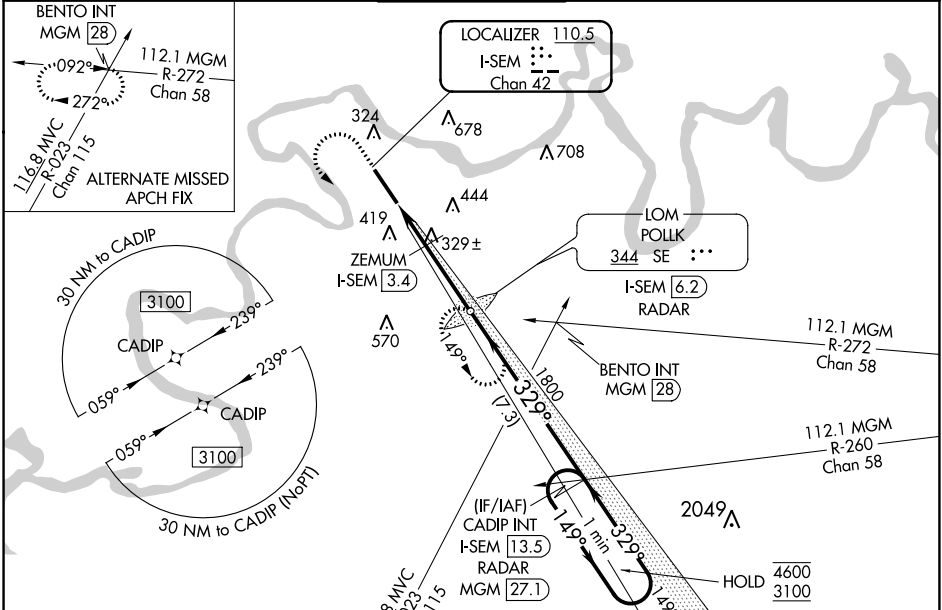 BENTO INT
MGM 28
092°
272°
112.1 MGM
R-272
Chan 58
116.8 MVC
R-023
Chan 115
ALTERNATE MISSED
APCH FIX
LOCALIZER 110.5
I-SEM
Chan 42
324
678
708
444
419
329±
ZEMUM
I-SEM 3.4
570
LOM
POLLK
344 SE
I-SEM 6.2
RADAR
30 NM to CADIP
3100
239°
CADIP
059°
239°
CADIP
059°
3100
30 NM to CADIP (NoPT)
149°
1800
329°
(7.3)
BENTO INT
MGM 28
112.1 MGM
R-272
Chan 58
112.1 MGM
R-260
Chan 58
(IF/IAF)
CADIP INT
I-SEM 13.5
RADAR
MGM 27.1
149°
1 min
329°
2049
HOLD 4600
3100
8 MVC
023
115
149